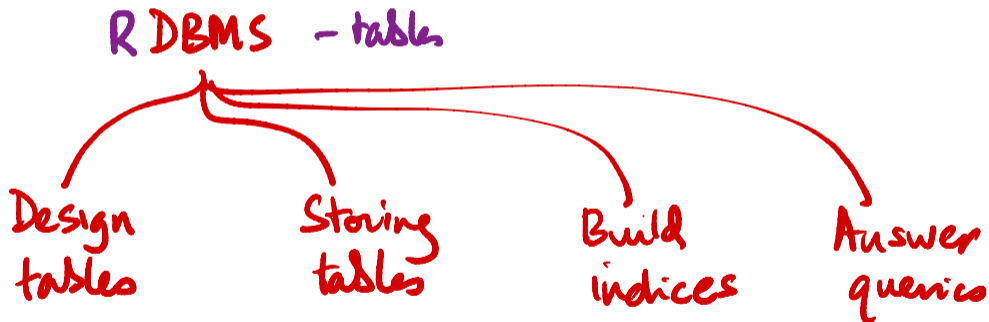 RDBMS - tables
Design Storing Build Answer
tables tables indices queries